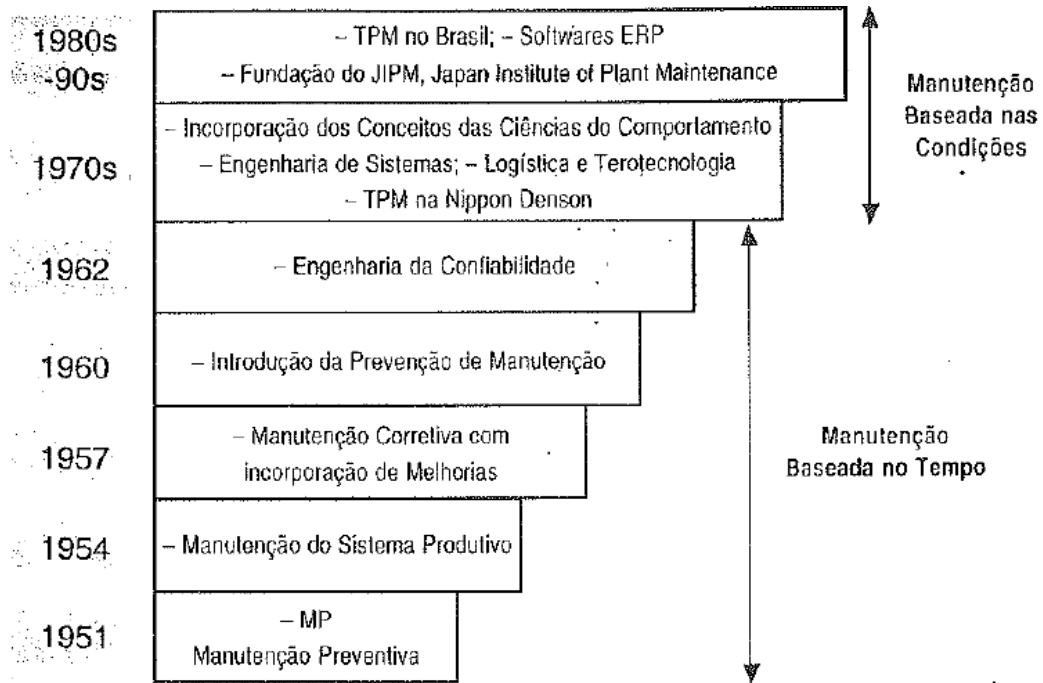 1980s
-90s
– TPM no Brasil; – Softwares ERP
– Fundação do JIPM, Japan Institute of Plant Maintenance
Manutenção
Baseada nas
Condições
1970s
– Incorporação dos Conceitos das Ciências do Comportamento
– Engenharia de Sistemas; – Logística e Terotecnologia
– TPM na Nippon Denson
1962
– Engenharia da Confiabilidade
1960
– Introdução da Prevenção de Manutenção
1957
– Manutenção Corretiva com
incorporação de Melhorias
Manutenção
Baseada no Tempo
1954
– Manutenção do Sistema Produtivo
1951
– MP
Manutenção Preventiva